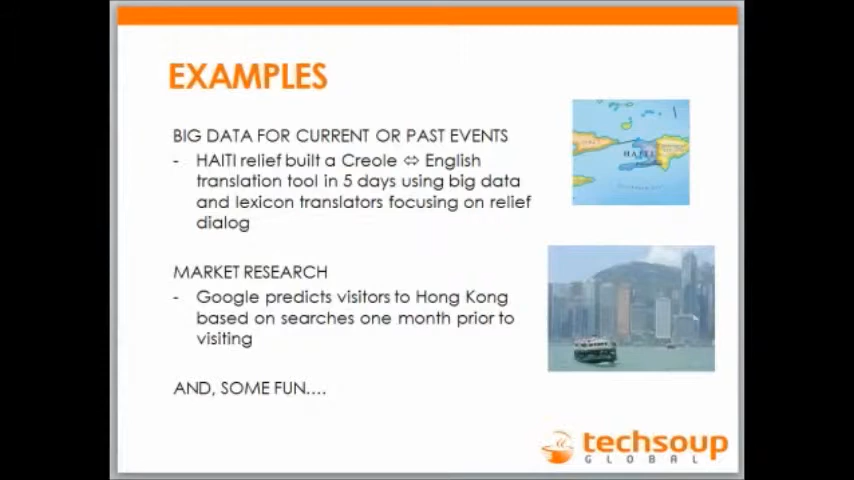 EXAMPLES
BIG DATA FOR CURRENT OR PAST EVENTS
- HAITI relief built a Creole ⇔ English
translation tool in 5 days using big data
and lexicon translators focusing on relief
dialog
HAITI
MARKET RESEARCH
- Google predicts visitors to Hong Kong
based on searches one month prior to
visiting
AND, SOME FUN....
techsoup
GLOBAL